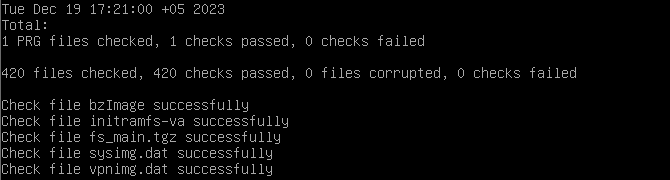 Tue Dec 19 17:21:00 +05 2023
Total:
1 PRG files checked, 1 checks passed, 0 checks failed
420 files checked, 420 checks passed, 0 files corrupted, 0 checks failed
Check file bzImage successfully
Check file initramfs-va successfully
Check file fs_main.tgz successfully
Check file sysimg.dat successfully
Check file vpnimg.dat successfully